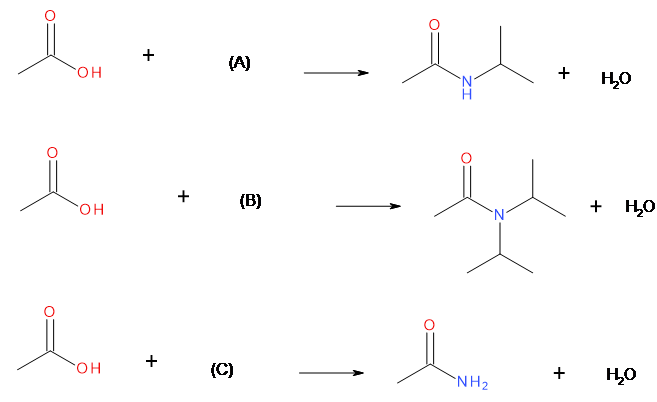 O
OH + (A) O N H + H₂O
O
OH + (B) O N + H₂O
O
OH + (C) O NH₂ + H₂O